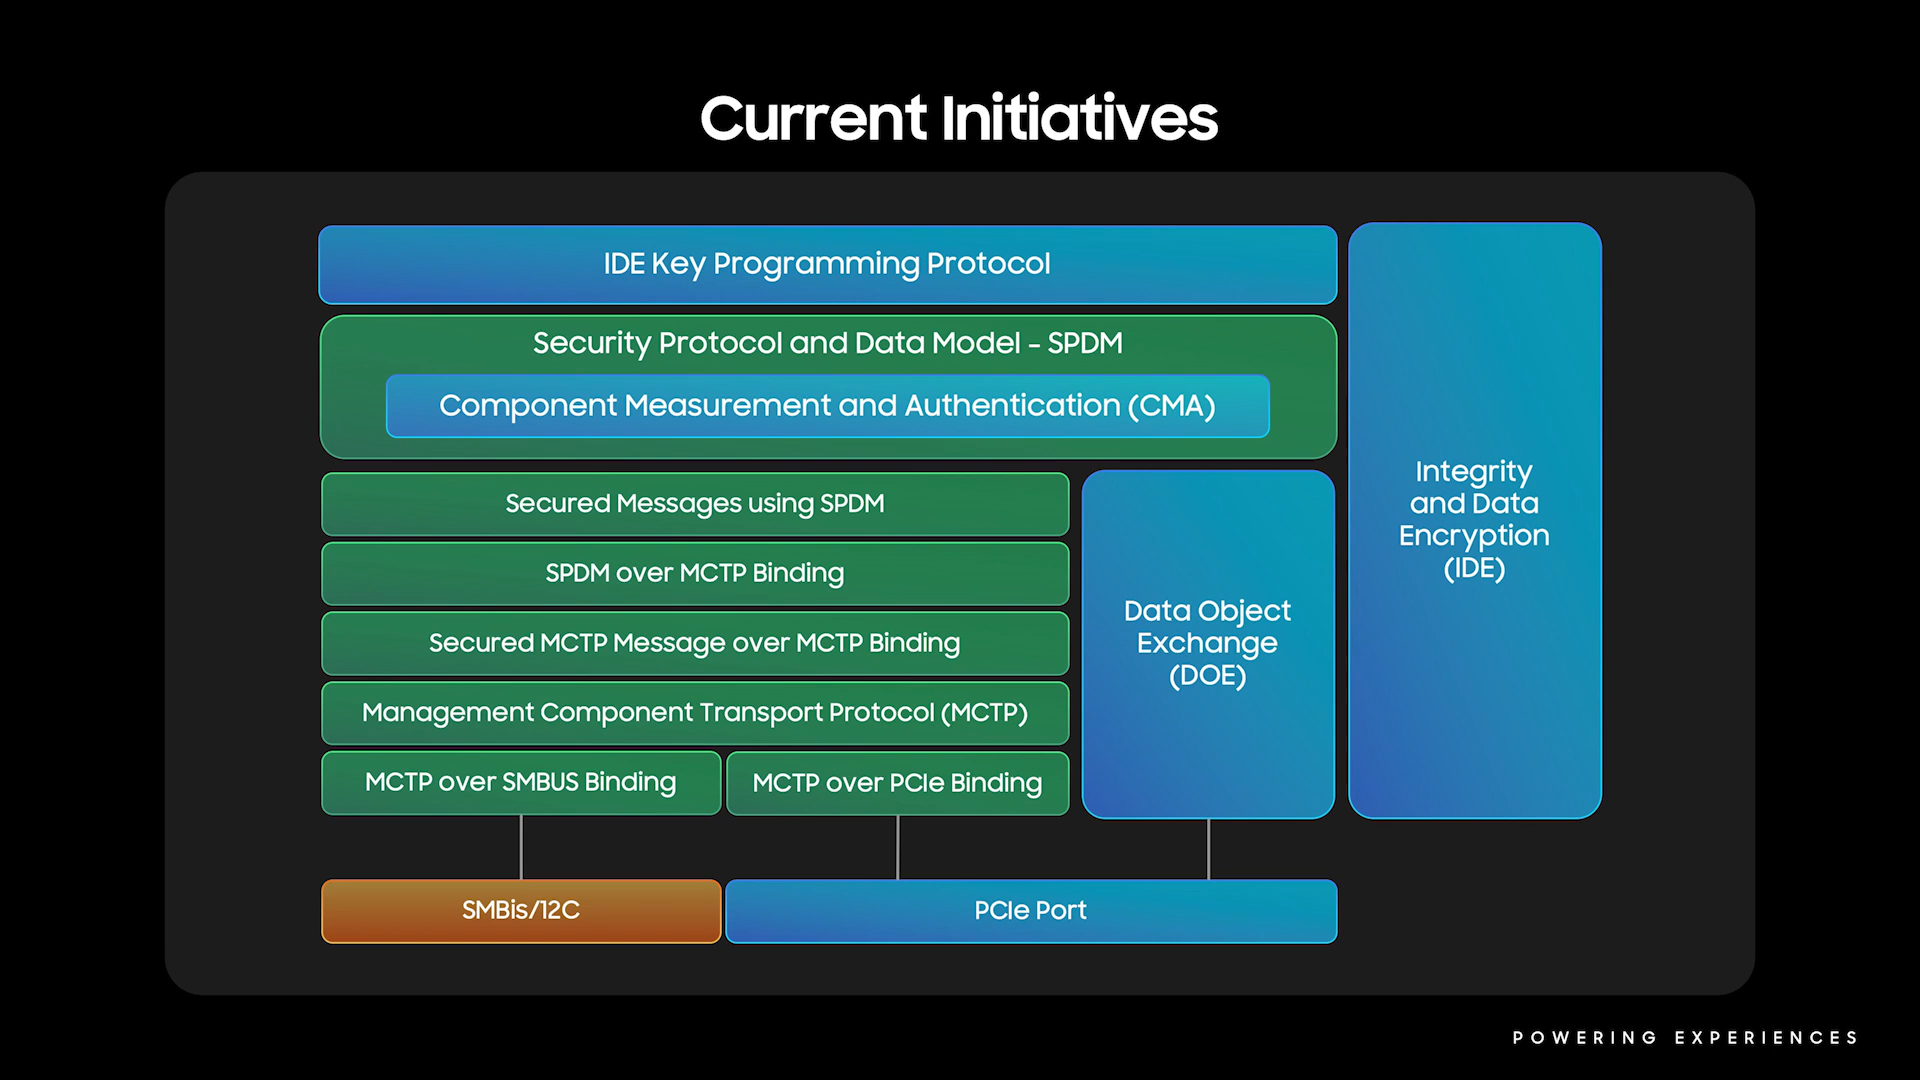 Current Initiatives
IDE Key Programming Protocol
Security Protocol and Data Model - SPDM
Component Measurement and Authentication (CMA)
Secured Messages using SPDM
SPDM over MCTP Binding
Secured MCTP Message over MCTP Binding
Management Component Transport Protocol (MCTP)
MCTP over SMBUS Binding
MCTP over PCIe Binding
Data Object
Exchange
(DOE)
Integrity
and Data
Encryption
(IDE)
SMBis/12C
PCIe Port
POWERING EXPERIENCES